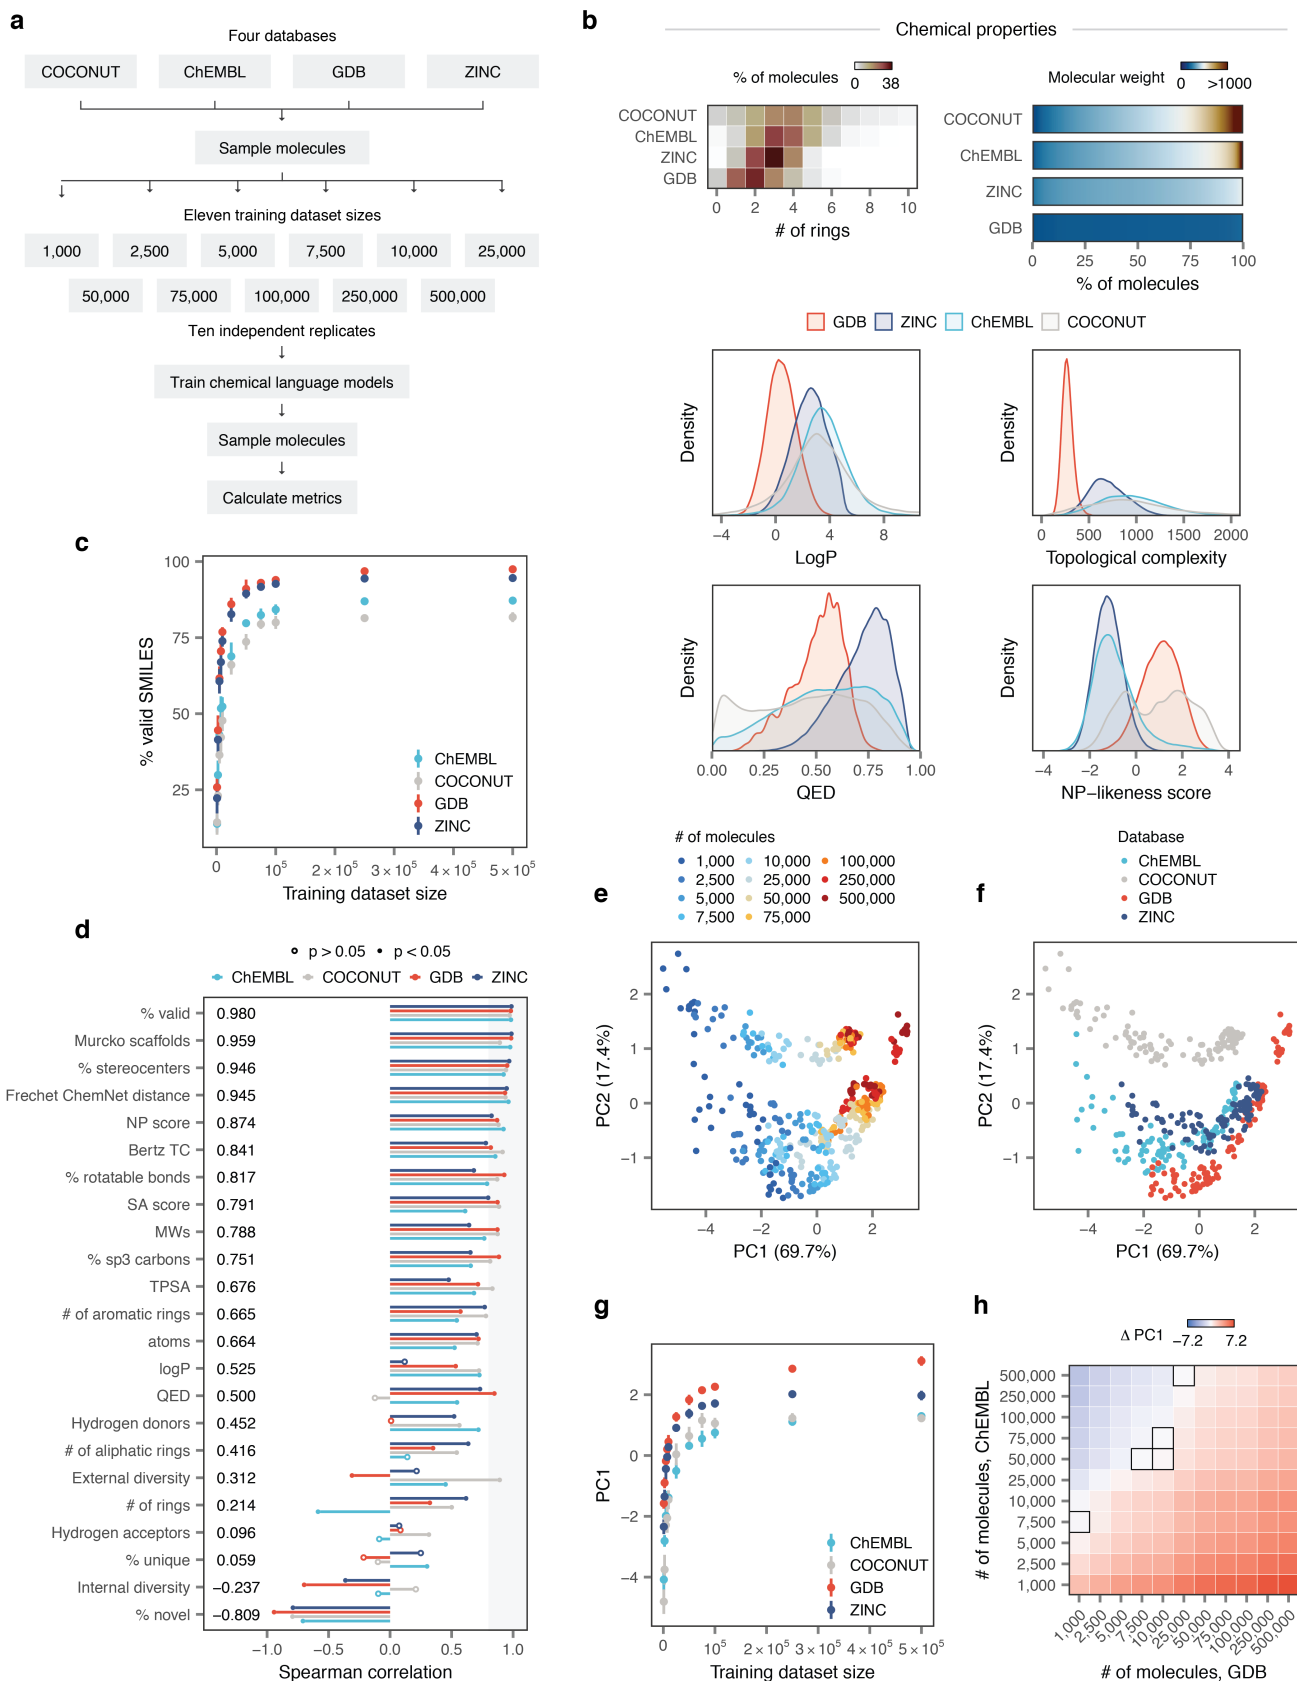 a
Four databases
COCONUT ChEMBL GDB ZINC
Sample molecules
Eleven training dataset sizes
1,000 2,500 5,000 7,500 10,000 25,000
50,000 75,000 100,000 250,000 500,000
Ten independent replicates
Train chemical language models
Sample molecules
Calculate metrics
b
Chemical properties
% of molecules 0 38
COCONUT
ChEMBL
ZINC
GDB
0 2 4 6 8 10
# of rings
Molecular weight 0 >1000
COCONUT
ChEMBL
ZINC
GDB
0 25 50 75 100
% of molecules
GDB ZINC ChEMBL COCONUT
Density
−4 0 4 8
LogP
Density
0 500 1000 1500 2000
Topological complexity
Density
0.00 0.25 0.50 0.75 1.00
QED
Density
−4 −2 0 2 4
NP−likeness score
c
% valid SMILES
100
75
50
25
ChEMBL
COCONUT
GDB
ZINC
0 10⁵ 2 × 10⁵ 3 × 10⁵ 4 × 10⁵ 5 × 10⁵
Training dataset size
d
p > 0.05 p < 0.05
ChEMBL COCONUT GDB ZINC
% valid 0.980
Murcko scaffolds 0.959
% stereocenters 0.946
Frechet ChemNet distance 0.945
NP score 0.874
Bertz TC 0.841
% rotatable bonds 0.817
SA score 0.791
MWs 0.788
% sp3 carbons 0.751
TPSA 0.676
# of aromatic rings 0.665
atoms 0.664
logP 0.525
QED 0.500
Hydrogen donors 0.452
# of aliphatic rings 0.416
External diversity 0.312
# of rings 0.214
Hydrogen acceptors 0.096
% unique 0.059
Internal diversity −0.237
% novel −0.809
−1.0 −0.5 0.0 0.5 1.0
Spearman correlation
e
# of molecules
1,000 10,000 100,000
2,500 25,000 250,000
5,000 50,000 500,000
7,500 75,000
PC2 (17.4%)
2
1
0
−1
−4 −2 0 2
PC1 (69.7%)
f
Database
ChEMBL
COCONUT
GDB
ZINC
PC2 (17.4%)
2
1
0
−1
−4 −2 0 2
PC1 (69.7%)
g
PC1
2
0
−2
−4
ChEMBL
COCONUT
GDB
ZINC
0 10⁵ 2 × 10⁵ 3 × 10⁵ 4 × 10⁵ 5 × 10⁵
Training dataset size
h
Δ PC1 −7.2 7.2
# of molecules, ChEMBL
500,000
250,000
100,000
75,000
50,000
25,000
10,000
7,500
5,000
2,500
1,000
1,000 2,500 5,000 7,500 10,000 25,000 50,000 75,000 100,000 250,000 500,000
# of molecules, GDB